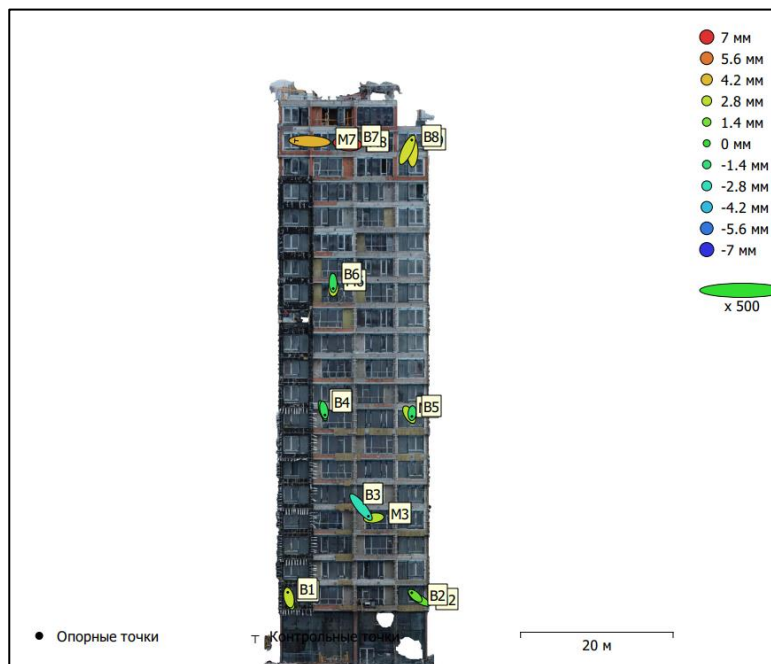 7 мм
5.6 мм
4.2 мм
2.8 мм
1.4 мм
0 мм
-1.4 мм
-2.8 мм
-4.2 мм
-5.6 мм
-7 мм
x 500
M7
B7
B8
B6
B4
B5
B3
M3
B1
B2
Опорные точки
Контрольные точки
20 м